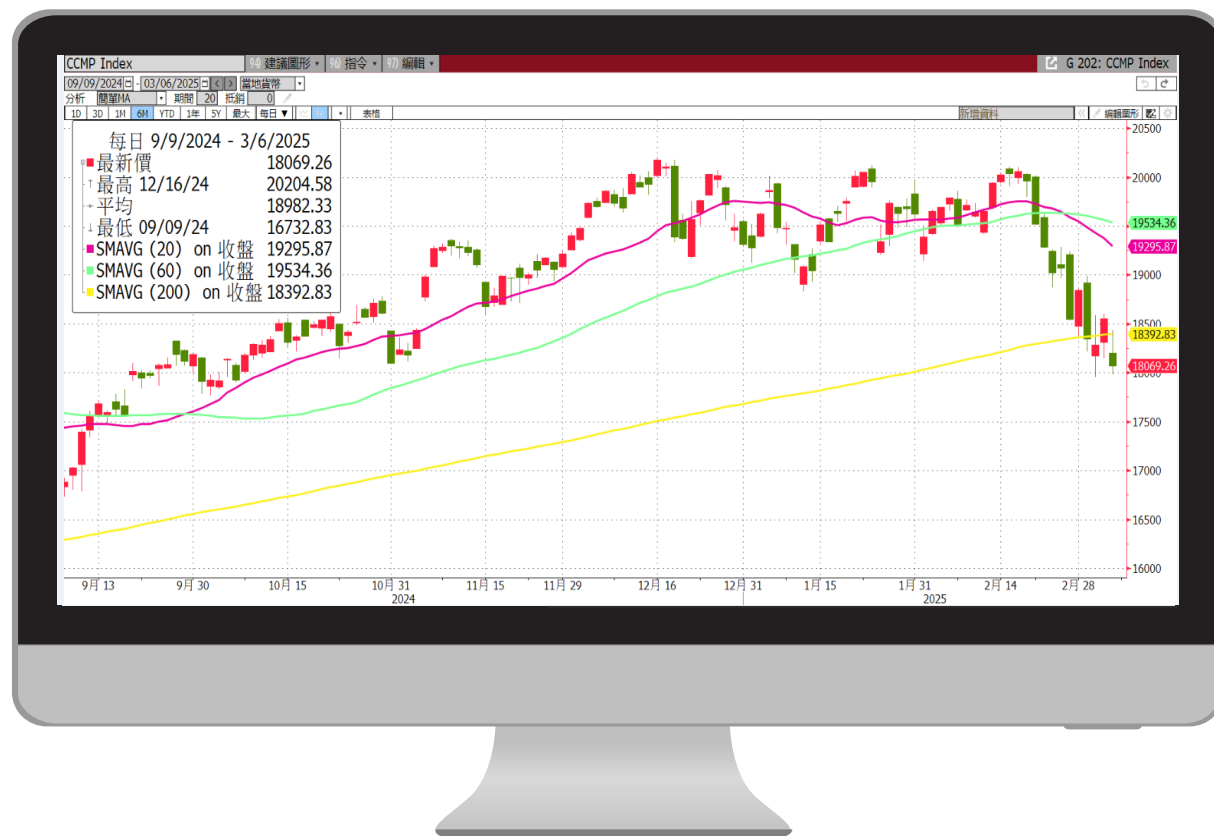 CCMP Index 94) 建議圖形 96) 指令 97) 編輯 G 202: CCMP Index
09/09/2024 - 03/06/2025 當地貨幣
分析 簡單MA 期間 20 抵銷 0
1D 3D 1M 6M YTD 1年 5Y 最大 每日 ▼ 表格 新增資料 « 編輯圖形
每日 9/9/2024 - 3/6/2025
最新價 18069.26
最高 12/16/24 20204.58
平均 18982.33
最低 09/09/24 16732.83
SMAVG (20) on 收盤 19295.87
SMAVG (60) on 收盤 19534.36
SMAVG (200) on 收盤 18392.83
20500
20000
19534.36
19295.87
19000
18500
18392.83
18069.26
18000
17500
17000
16500
16000
9月 13 9月 30 10月 15 10月 31 11月 15 11月 29 12月 16 12月 31 1月 15 1月 31 2月 14 2月 28
2024 2025